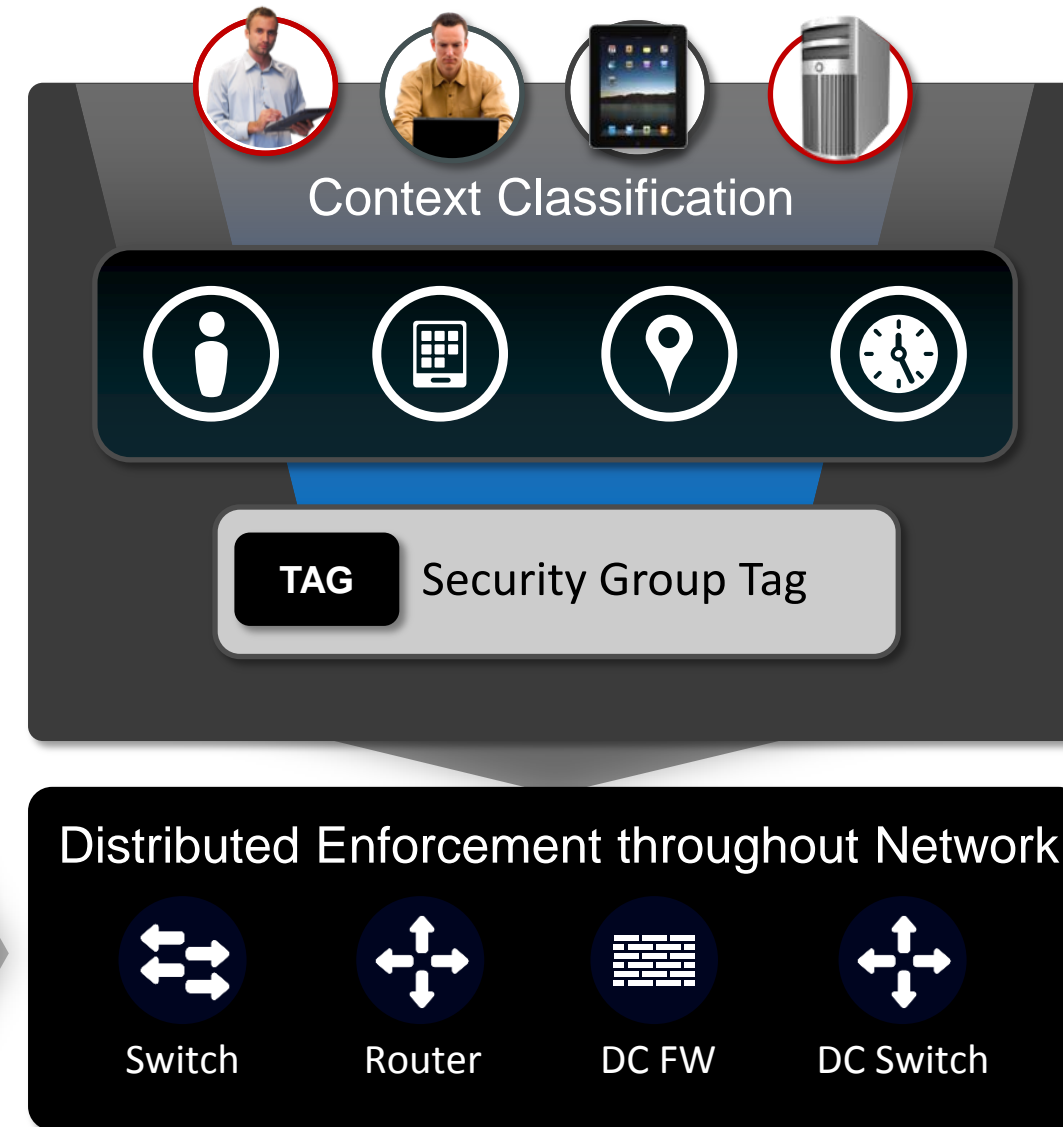 Context Classification
TAG Security Group Tag
Distributed Enforcement throughout Network
Switch Router DC FW DC Switch